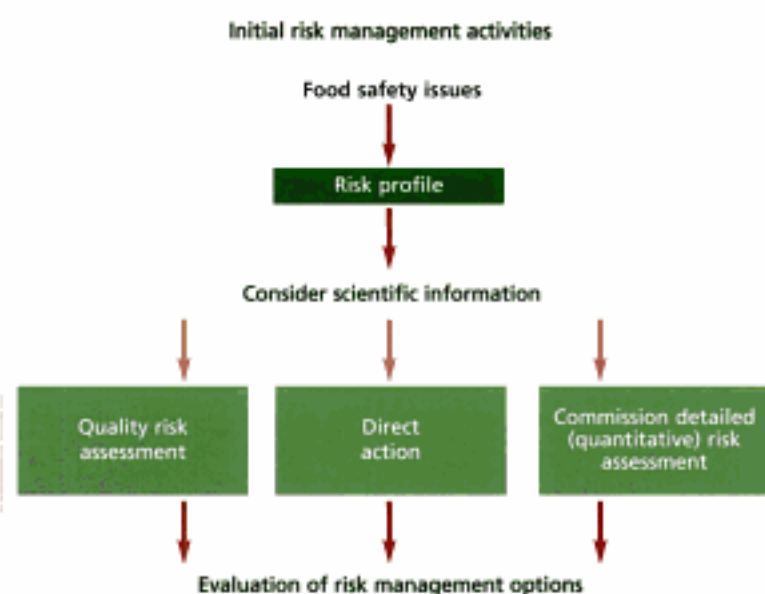 Initial risk management activities
Food safety issues
Risk profile
Consider scientific information
Quality risk
assessment
Direct
action
Commission detailed
(quantitative) risk
assessment
Evaluation of risk management options